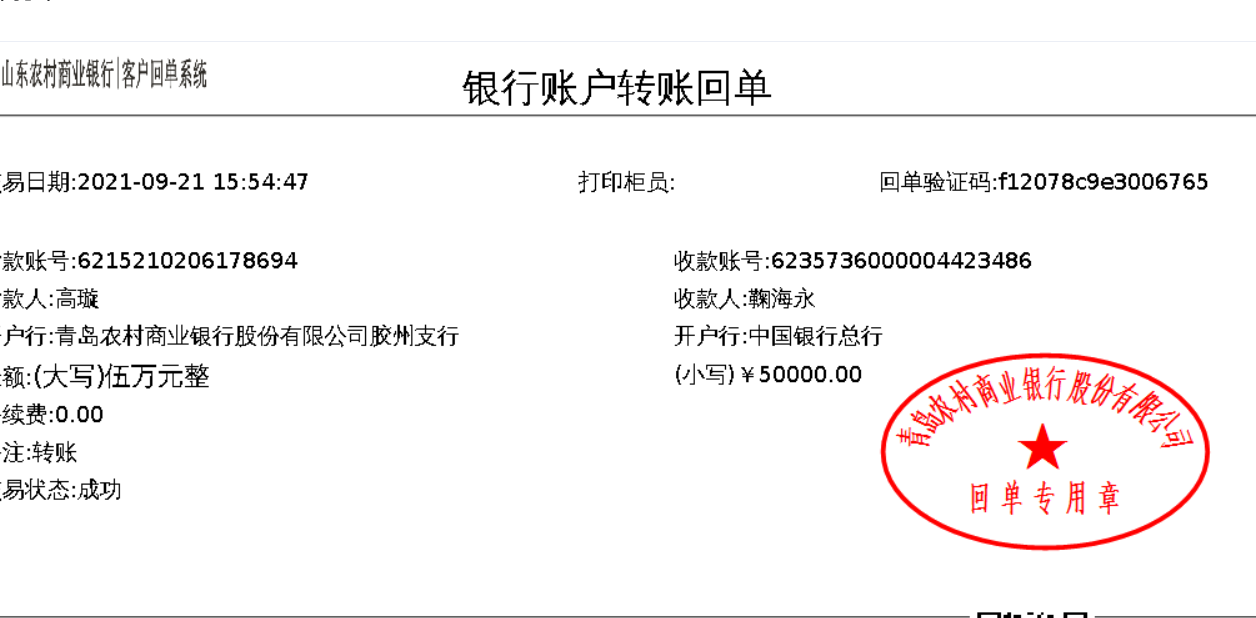 山东农村商业银行|客户回单系统
银行账户转账回单
易日期:2021-09-21 15:54:47 打印柜员: 回单验证码:f12078c9e3006765
款账号:6215210206178694 收款账号:6235736000004423486
款人:高璇 收款人:鞠海永
户行:青岛农村商业银行股份有限公司胶州支行 开户行:中国银行总行
额:(大写)伍万元整 (小写)¥50000.00
续费:0.00
注:转账
易状态:成功
青岛农村商业银行股份有限公司
回单专用章